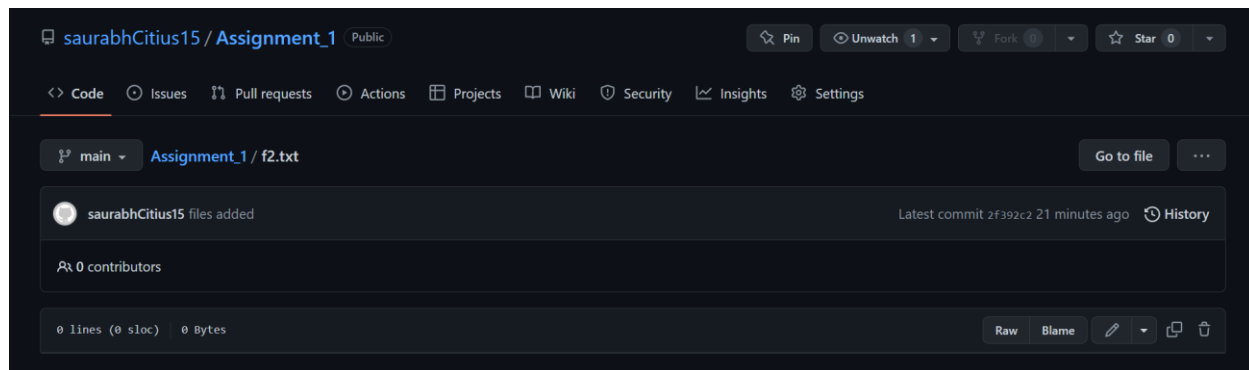 saurabhCitius15 / Assignment_1 Public Pin Unwatch 1 Fork 0 Star 0
Code Issues Pull requests Actions Projects Wiki Security Insights Settings
main Assignment_1 / f2.txt Go to file ...
saurabhCitius15 files added Latest commit 2f392c2 21 minutes ago History
0 contributors
0 lines (0 sloc) 0 Bytes Raw Blame